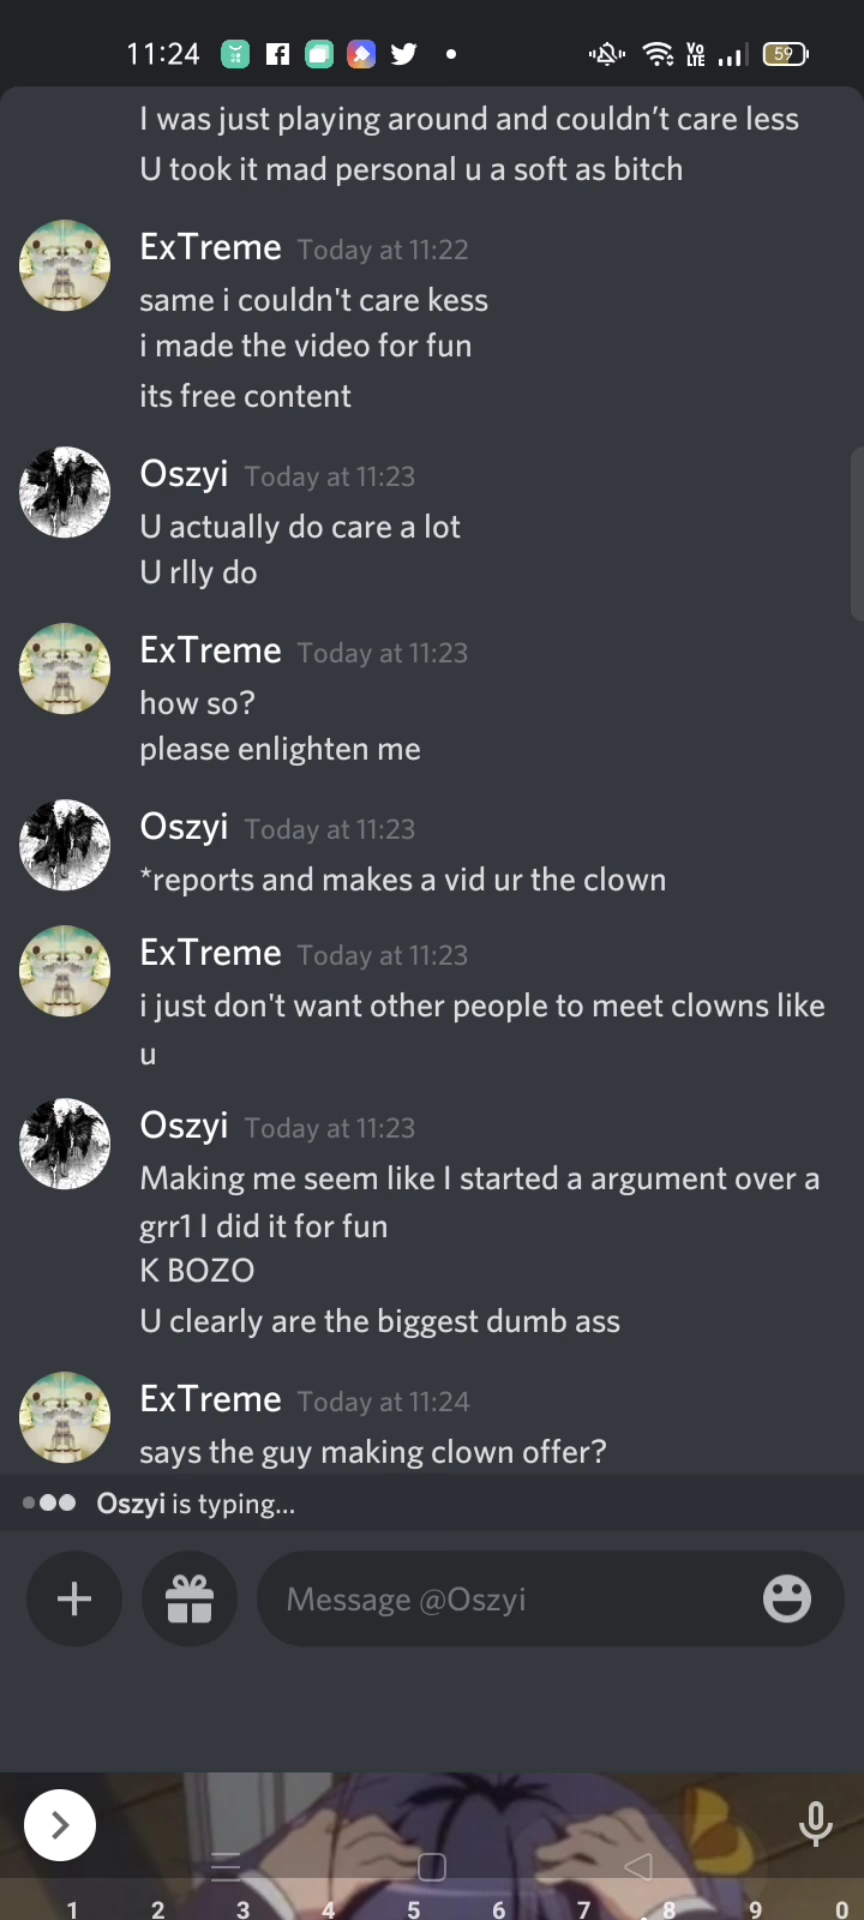 11:24
Vo
LTE
59
I was just playing around and couldn’t care less
U took it mad personal u a soft as bitch
ExTreme Today at 11:22
same i couldn't care kess
i made the video for fun
its free content
Oszyi Today at 11:23
U actually do care a lot
U rlly do
ExTreme Today at 11:23
how so?
please enlighten me
Oszyi Today at 11:23
*reports and makes a vid ur the clown
ExTreme Today at 11:23
i just don't want other people to meet clowns like
u
Oszyi Today at 11:23
Making me seem like I started a argument over a
grr1 I did it for fun
K BOZO
U clearly are the biggest dumb ass
ExTreme Today at 11:24
says the guy making clown offer?
Oszyi is typing...
Message @Oszyi
1 2 3 4 5 6 7 8 9 0